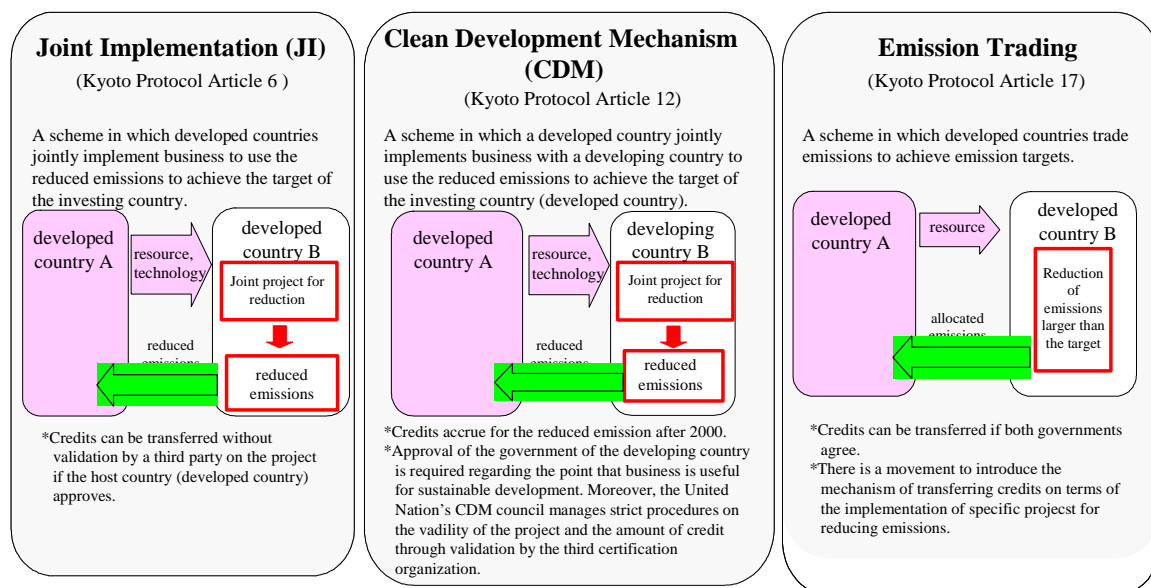 Joint Implementation (JI)
(Kyoto Protocol Article 6 )
A scheme in which developed countries
jointly implement business to use the
reduced emissions to achieve the target of
the investing country.
developed
country A
resource,
technology
developed
country B
Joint project for
reduction
reduced
emissions
reduced
emissions
*Credits can be transferred without
validation by a third party on the project
if the host country (developed country)
approves.
Clean Development Mechanism
(CDM)
(Kyoto Protocol Article 12)
A scheme in which a developed country jointly
implements business with a developing country to
use the reduced emissions to achieve the target of
the investing country (developed country).
developed
country A
resource,
technology
developing
country B
Joint project for
reduction
reduced
emissions
reduced
emissions
*Credits accrue for the reduced emission after 2000.
*Approval of the government of the developing country
is required regarding the point that business is useful
for sustainable development. Moreover, the United
Nation's CDM council manages strict procedures on
the vadility of the project and the amount of credit
through validation by the third certification
organization.
Emission Trading
(Kyoto Protocol Article 17)
A scheme in which developed countries trade
emissions to achieve emission targets.
developed
country A
resource
developed
country B
Reduction
of
emissions
larger than
the target
allocated
emissions
*Credits can be transferred if both governments
agree.
*There is a movement to introduce the
mechanism of transferring credits on terms of
the implementation of specific projecst for
reducing emissions.